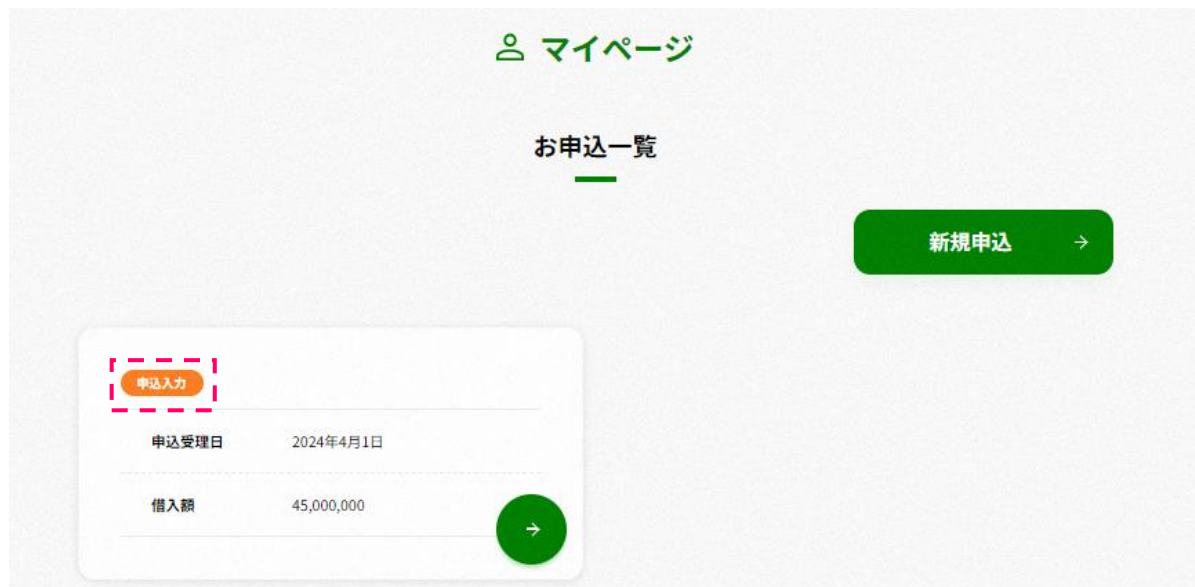 マイページ
お申込一覧
新規申込
申込入力
申込受理日 2024年4月1日
借入額 45,000,000